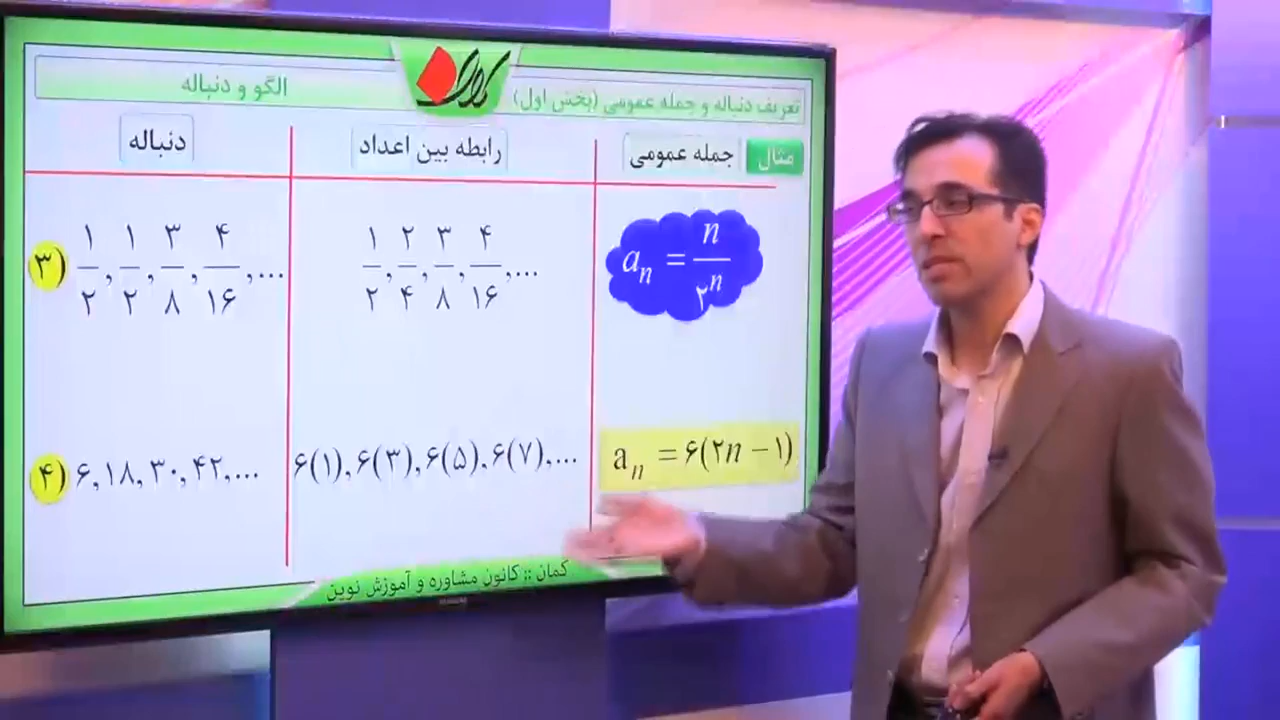 تعریف دنباله و جمله عمومی (بخش اول)
الگو و دنباله
مثال
جمله عمومی
رابطه بین اعداد
دنباله
۳) ۱/۲, ۱/۲, ۳/۸, ۴/۱۶, ...
۱/۲, ۲/۴, ۳/۸, ۴/۱۶, ...
aₙ = n/۲ⁿ
۴) ۶, ۱۸, ۳۰, ۴۲, ...
۶(۱), ۶(۳), ۶(۵), ۶(۷), ...
aₙ = ۶(۲n − ۱)
کمان :: کانون مشاوره و آموزش نوین